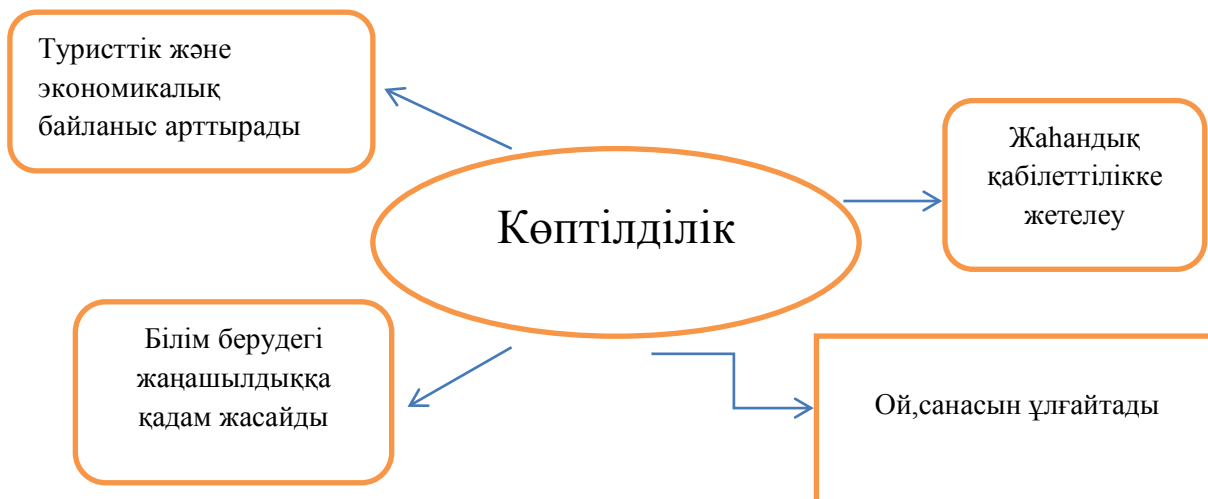 Туристтік және
экономикалық
байланыс арттырады
Жаһандық
қабілеттілікке
жетелеу
Көптілділік
Білім берудегі
жаңашылдыққа
қадам жасайды
Ой,санасын ұлғайтады